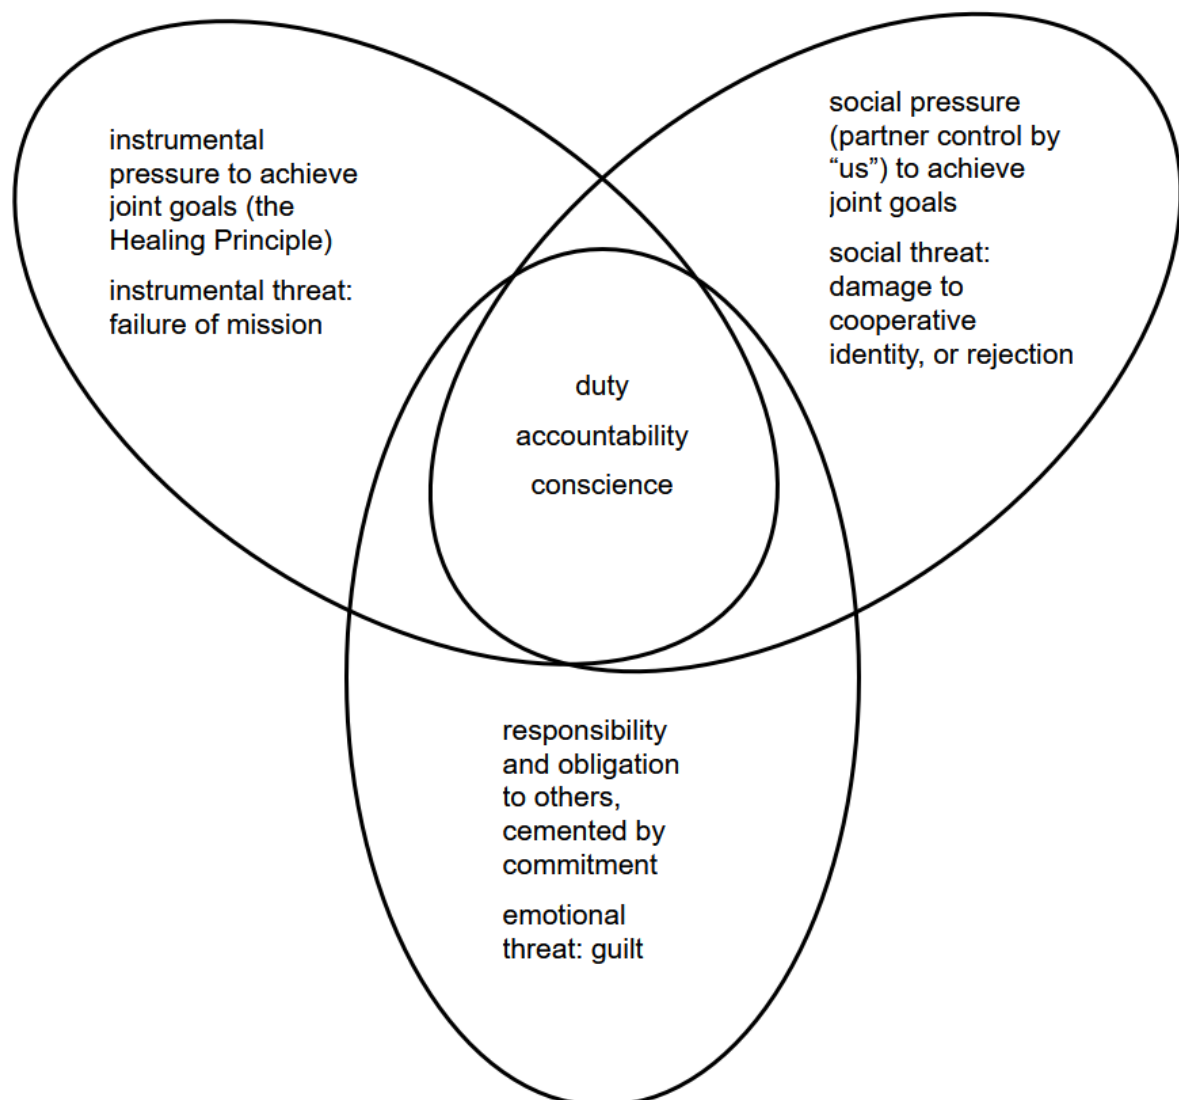 instrumental
pressure to achieve
joint goals (the
Healing Principle)
instrumental threat:
failure of mission
social pressure
(partner control by
“us”) to achieve
joint goals
social threat:
damage to
cooperative
identity, or rejection
duty
accountability
conscience
responsibility
and obligation
to others,
cemented by
commitment
emotional
threat: guilt